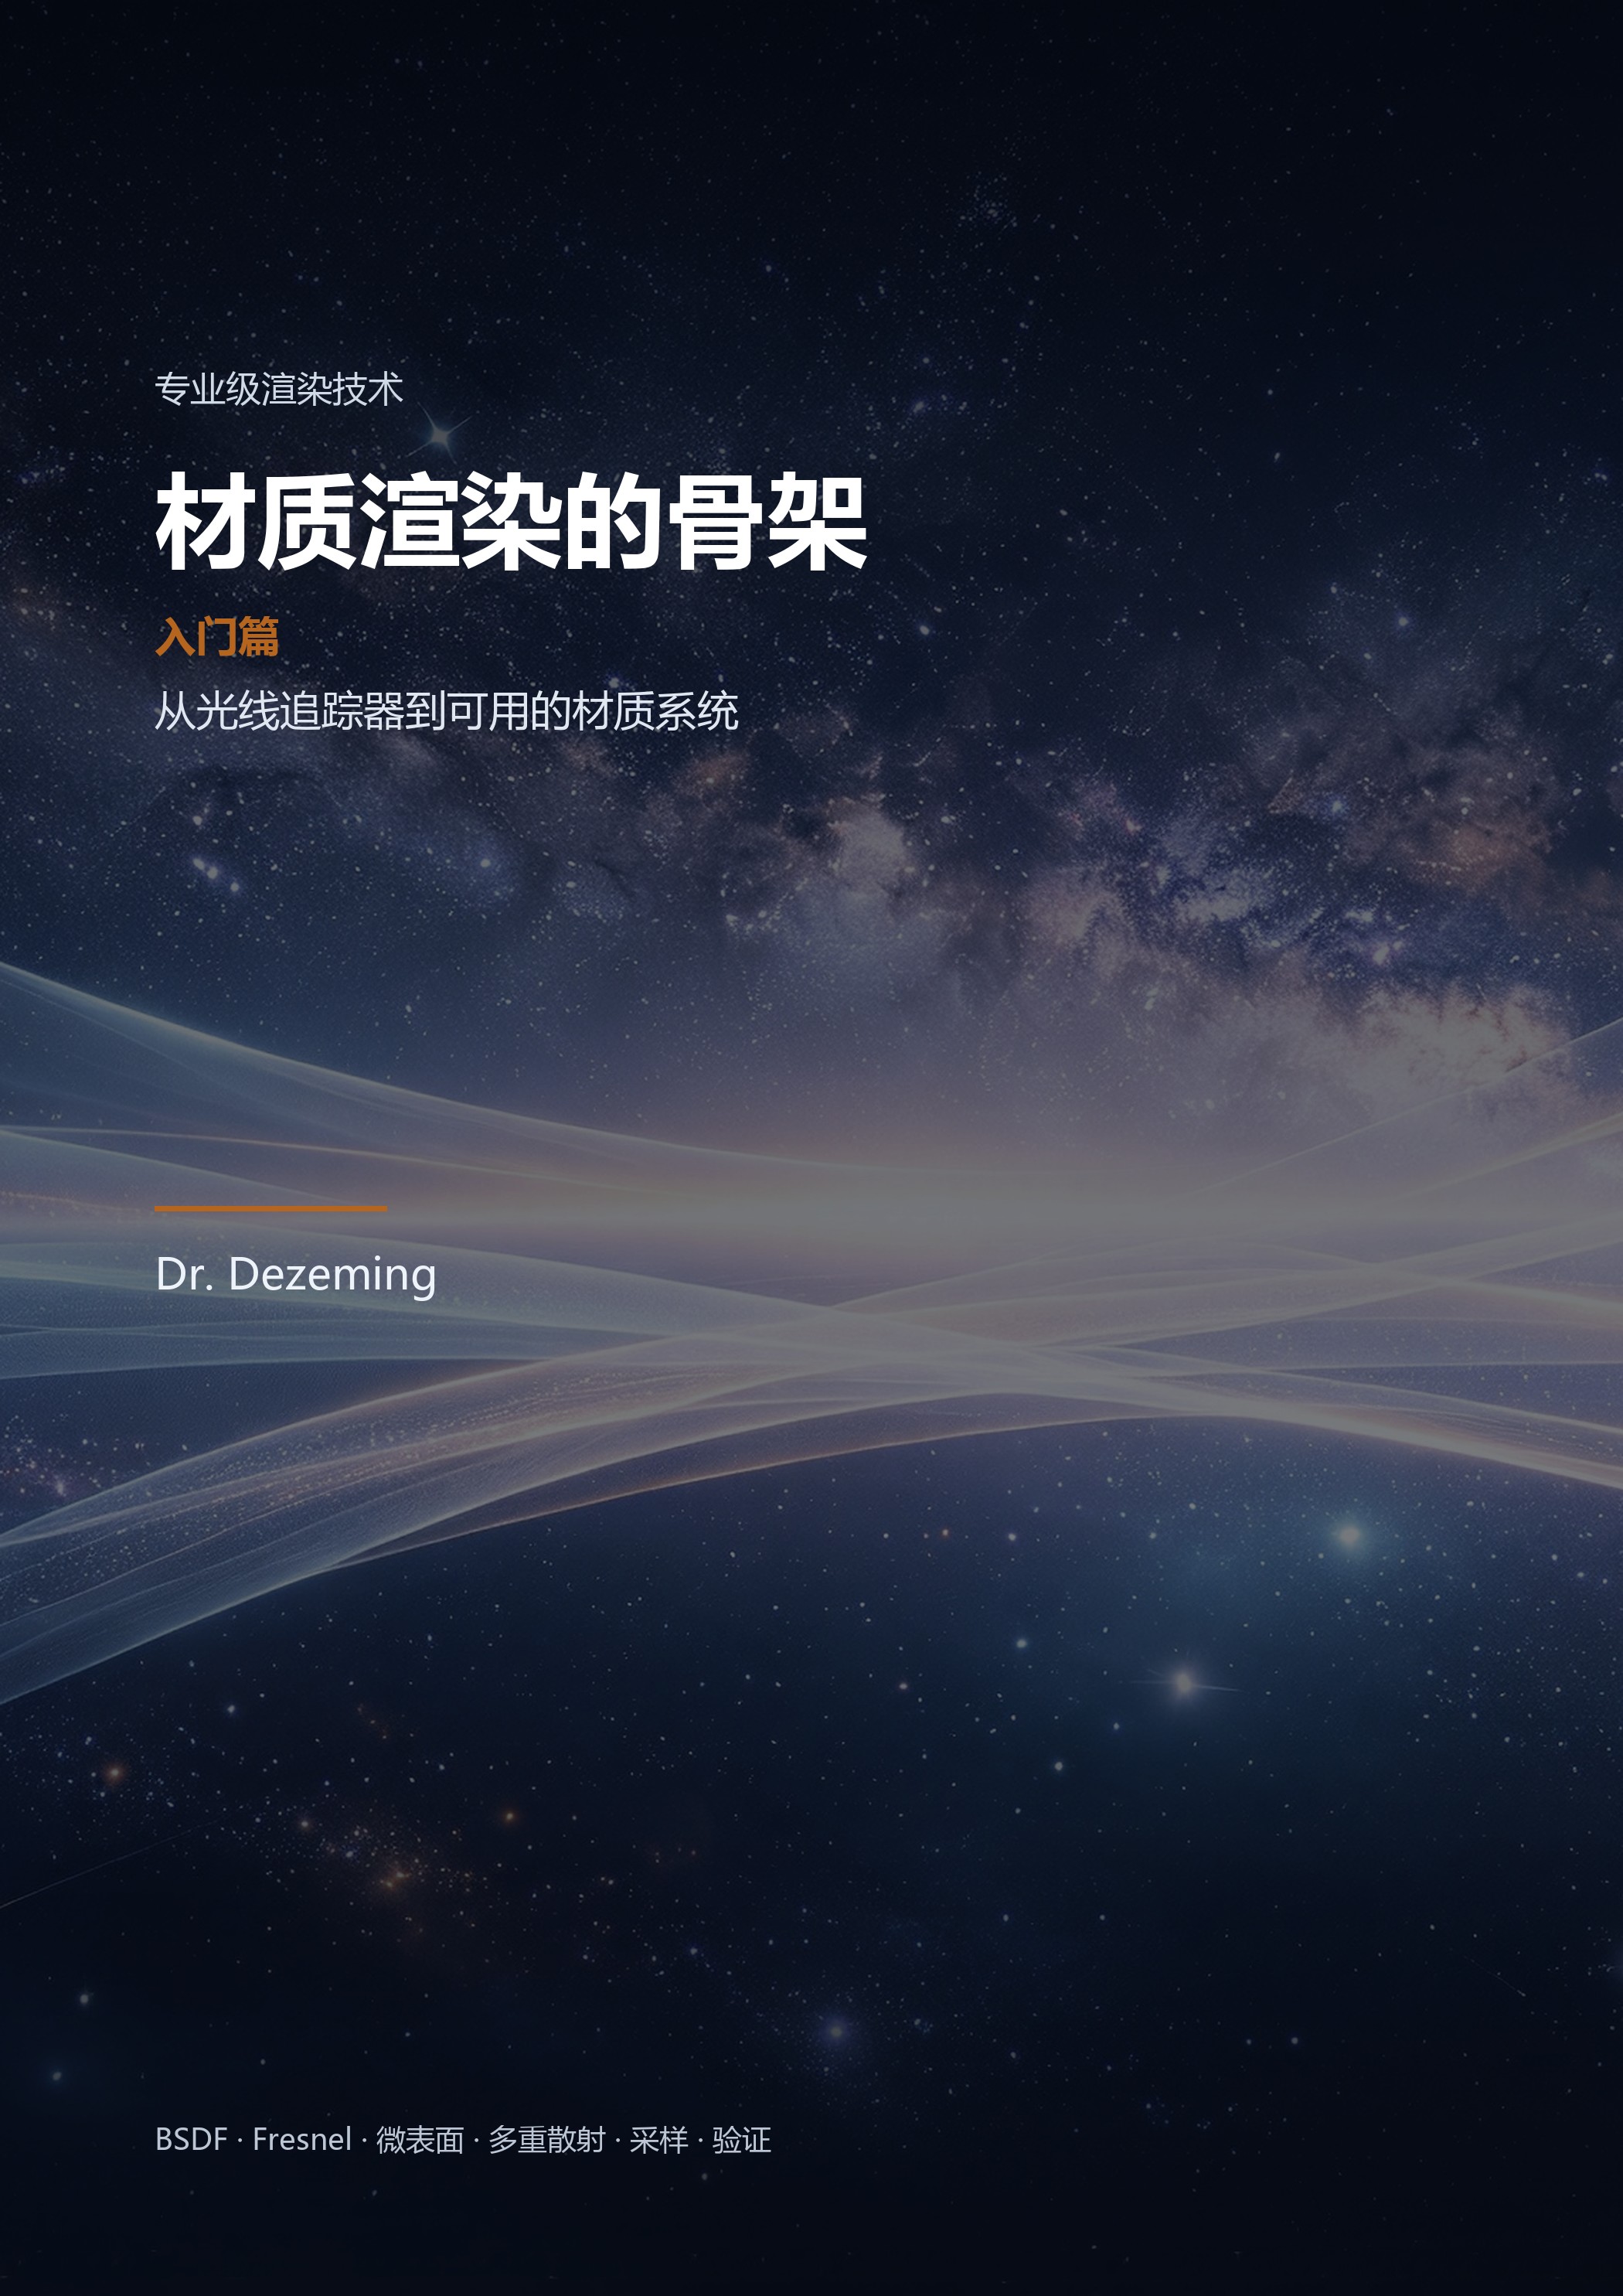 专业级渲染技术
材质渲染的骨架
入门篇
从光线追踪器到可用的材质系统
Dr. Dezeming
BSDF · Fresnel · 微表面 · 多重散射 · 采样 · 验证